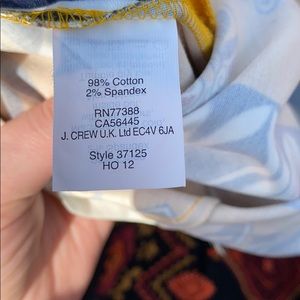 98% Cotton
2% Spandex
RN77388
CA56445
J. CREW U.K. Ltd EC4V 6JA
Style 37125
HO 12